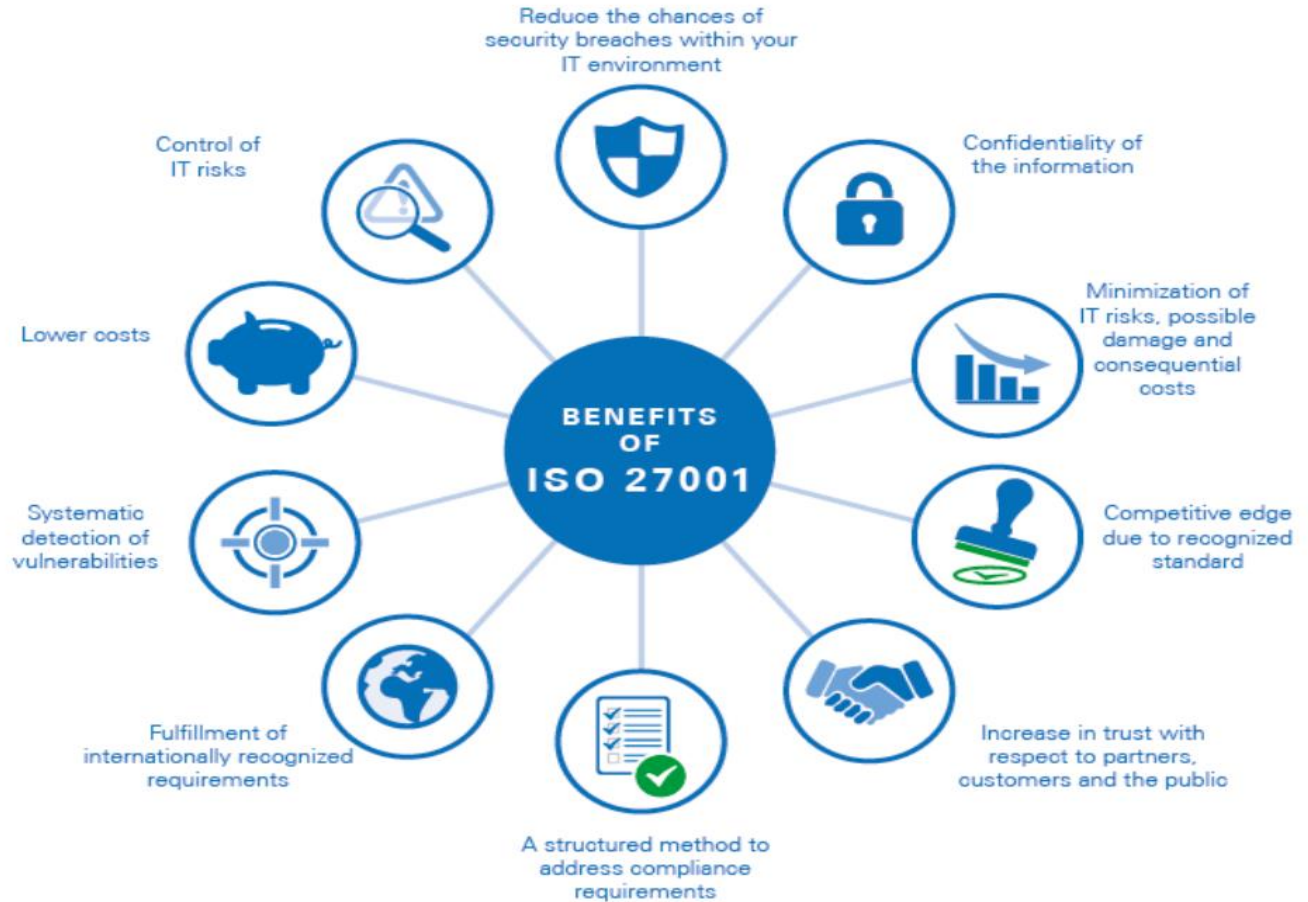 Reduce the chances of
security breaches within your
IT environment
Confidentiality of
the information
Minimization of
IT risks, possible
damage and
consequential
costs
Competitive edge
due to recognized
standard
Increase in trust with
respect to partners,
customers and the public
A structured method to
address compliance
requirements
Fulfillment of
internationally recognized
requirements
Systematic
detection of
vulnerabilities
Lower costs
Control of
IT risks
BENEFITS
OF
ISO 27001